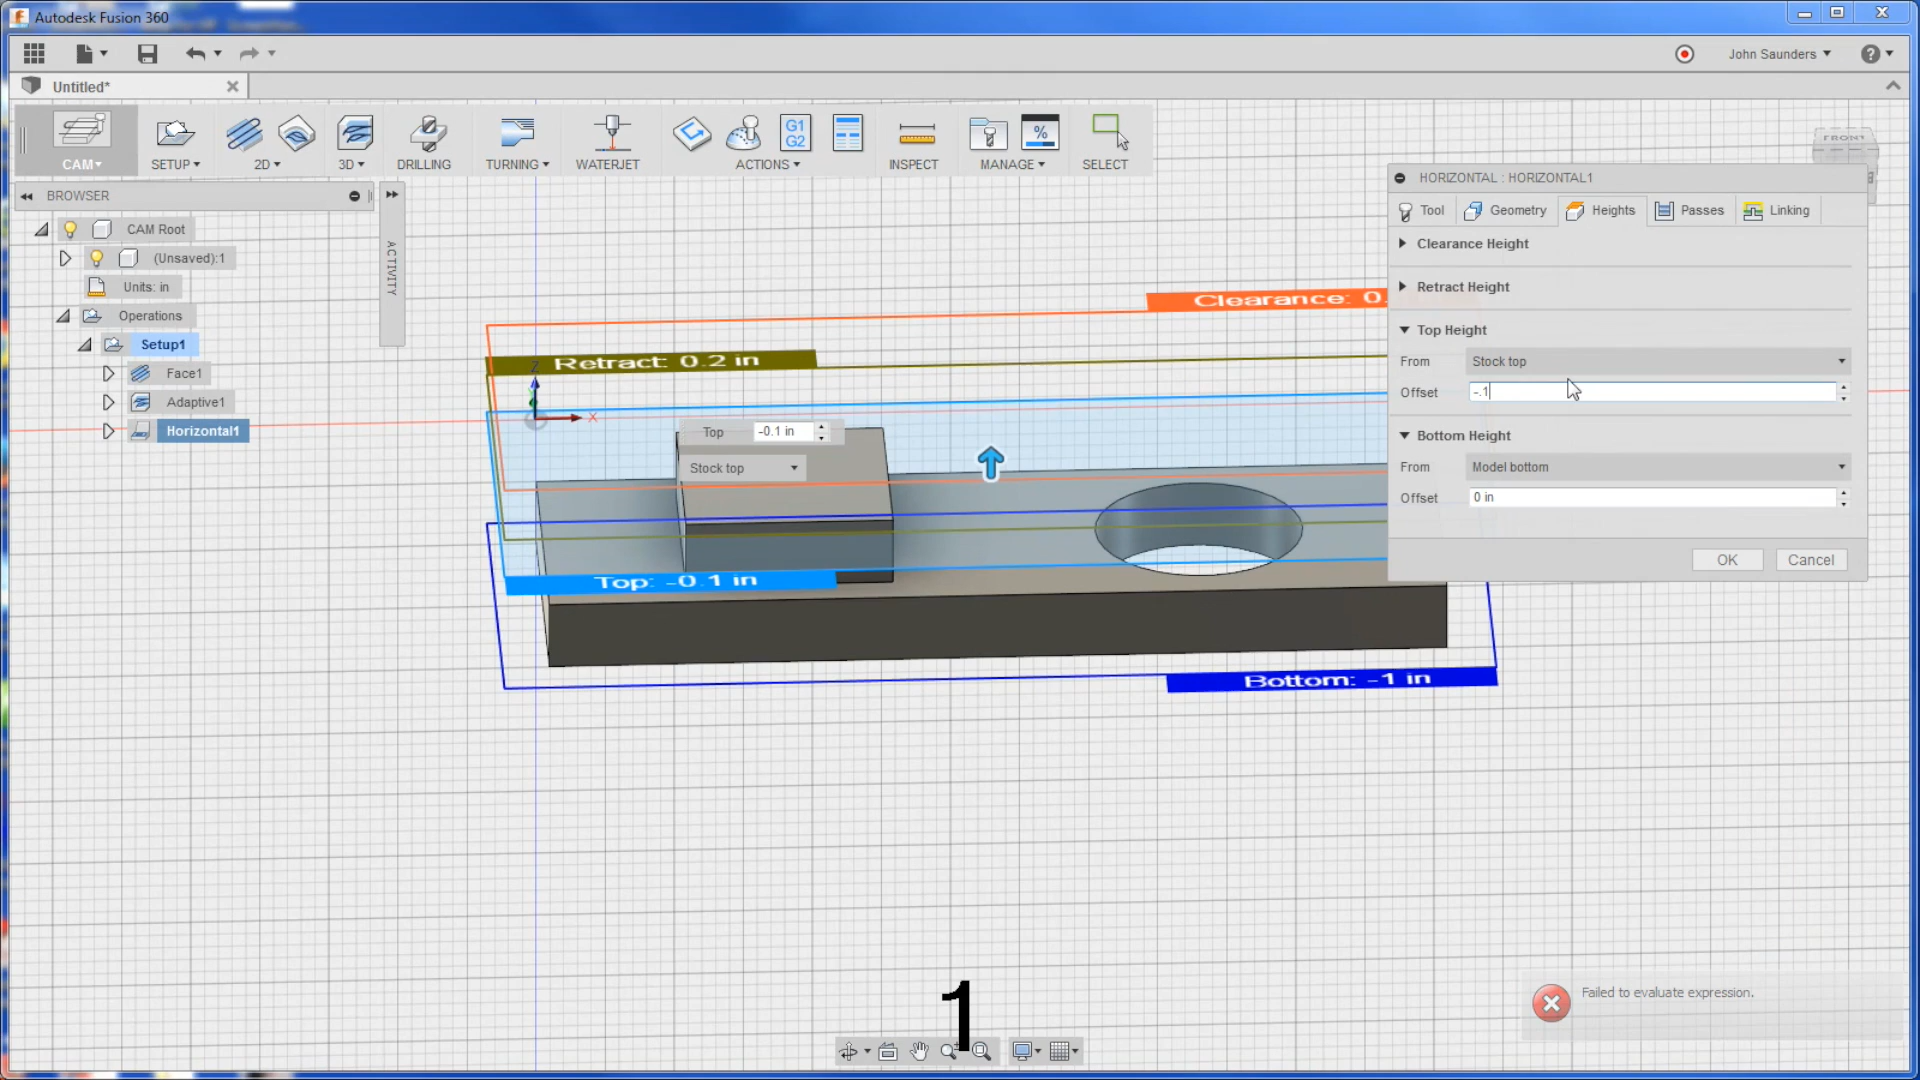 Autodesk Fusion 360
John Saunders
Untitled*
CAM
SETUP
2D
3D
DRILLING
TURNING
WATERJET
G1
G2
ACTIONS
INSPECT
%
MANAGE
SELECT
FRONT
BROWSER
ACTIVITY
CAM Root
(Unsaved):1
Units: in
Operations
Setup1
Face1
Adaptive1
Horizontal1
Clearance: 0.
Retract: 0.2 in
Z
X
Top -0.1 in
Stock top
Top: -0.1 in
Bottom: -1 in
HORIZONTAL : HORIZONTAL1
Tool Geometry Heights Passes Linking
Clearance Height
Retract Height
Top Height
From Stock top
Offset -.1
Bottom Height
From Model bottom
Offset 0 in
OK Cancel
Failed to evaluate expression.
1